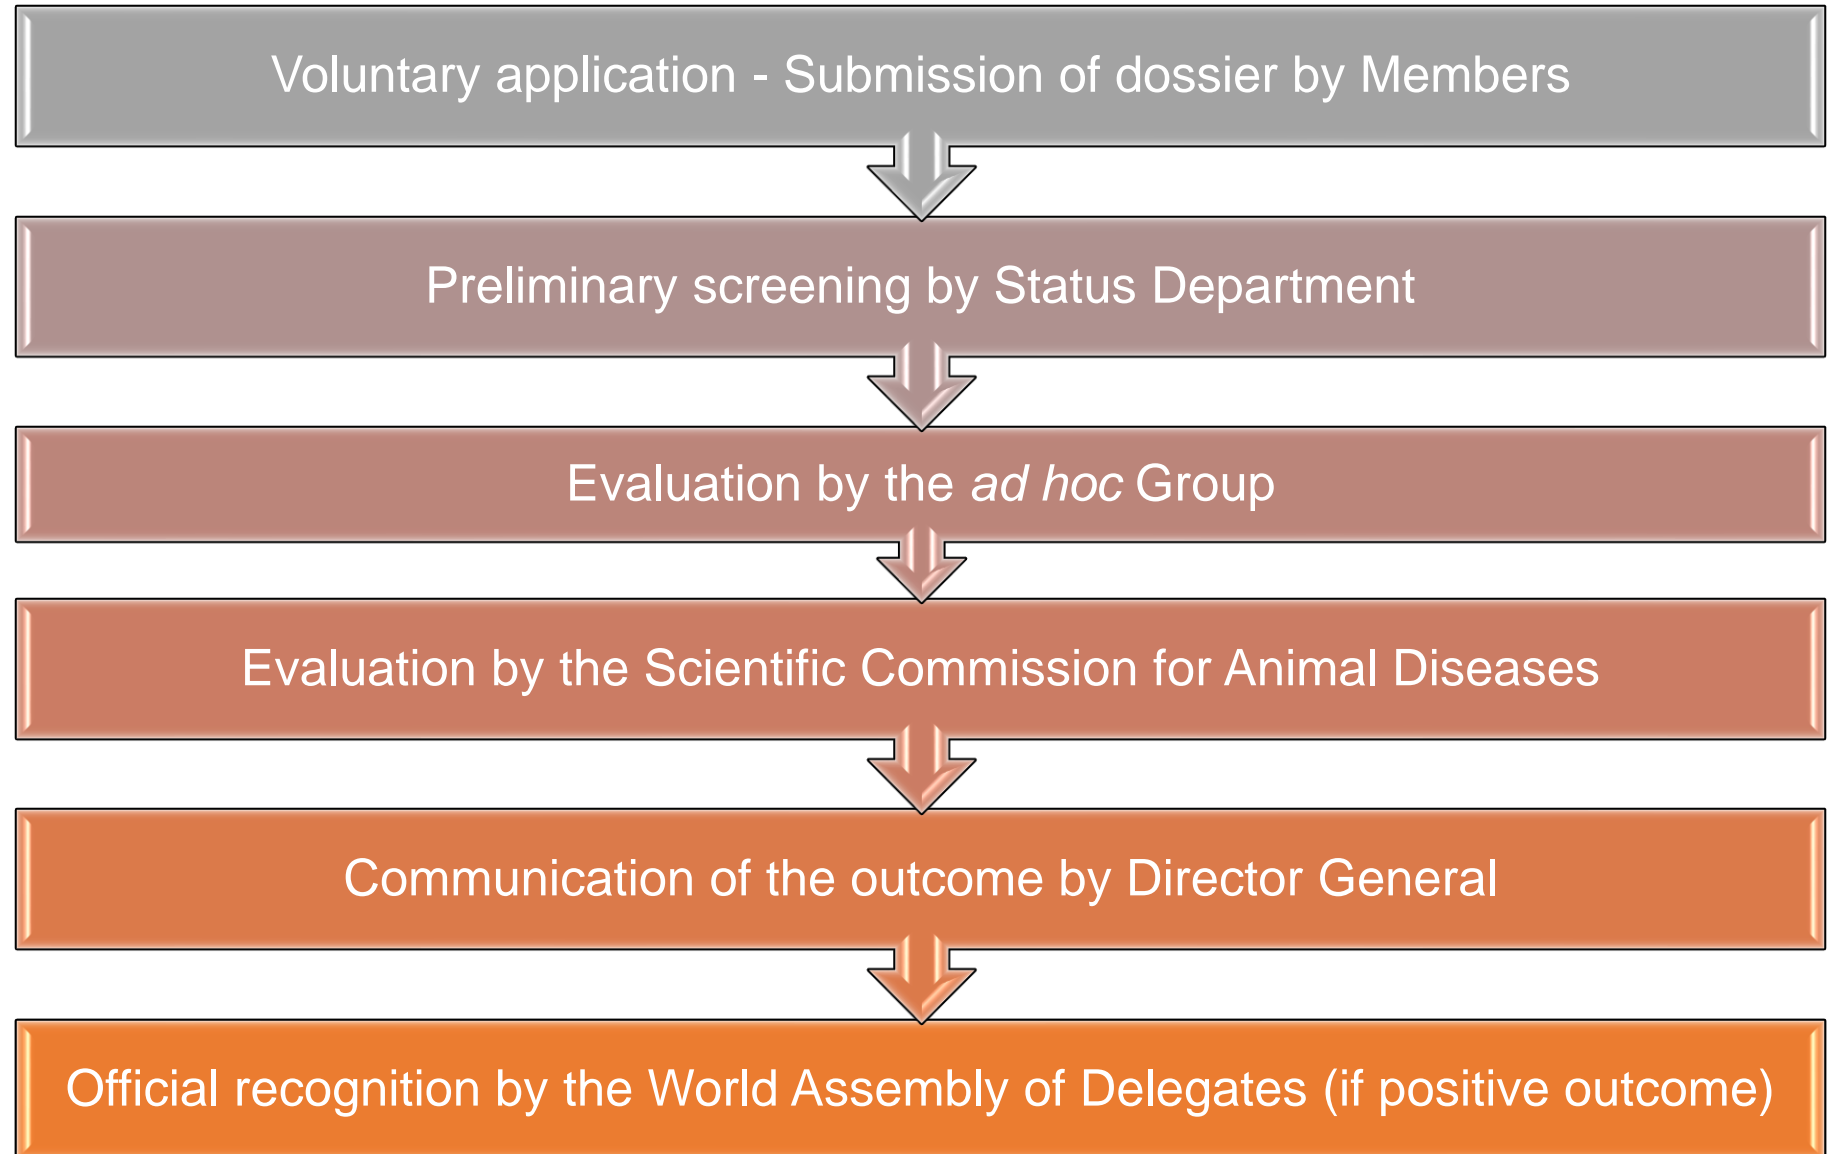 Voluntary application - Submission of dossier by Members
Preliminary screening by Status Department
Evaluation by the ad hoc Group
Evaluation by the Scientific Commission for Animal Diseases
Communication of the outcome by Director General
Official recognition by the World Assembly of Delegates (if positive outcome)